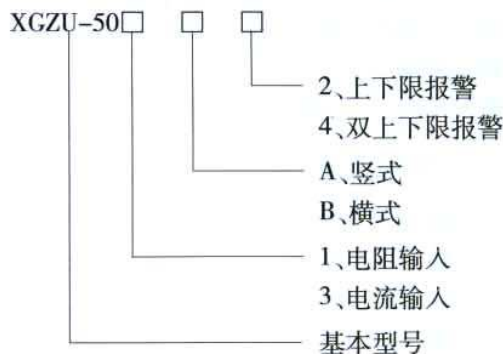 XGZU-50□ □ □
2、上下限报警
4、双上下限报警
A、竖式
B、横式
1、电阻输入
3、电流输入
基本型号